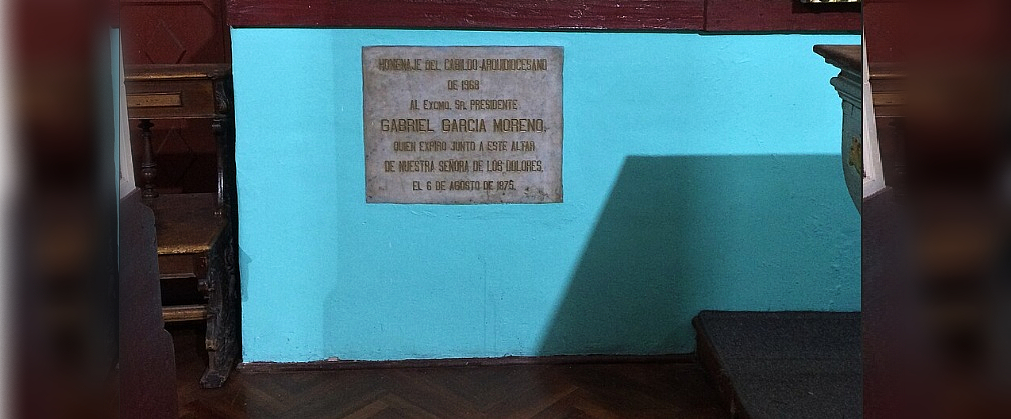 HOMENAJE DEL CABILDO ARQUIDIOCESANO
DE 1968
AL EXCMO. SR. PRESIDENTE
GABRIEL GARCIA MORENO,
QUIEN EXPIRO JUNTO A ESTE ALTAR
DE NUESTRA SEÑORA DE LOS DOLORES,
EL 6 DE AGOSTO DE 1875.